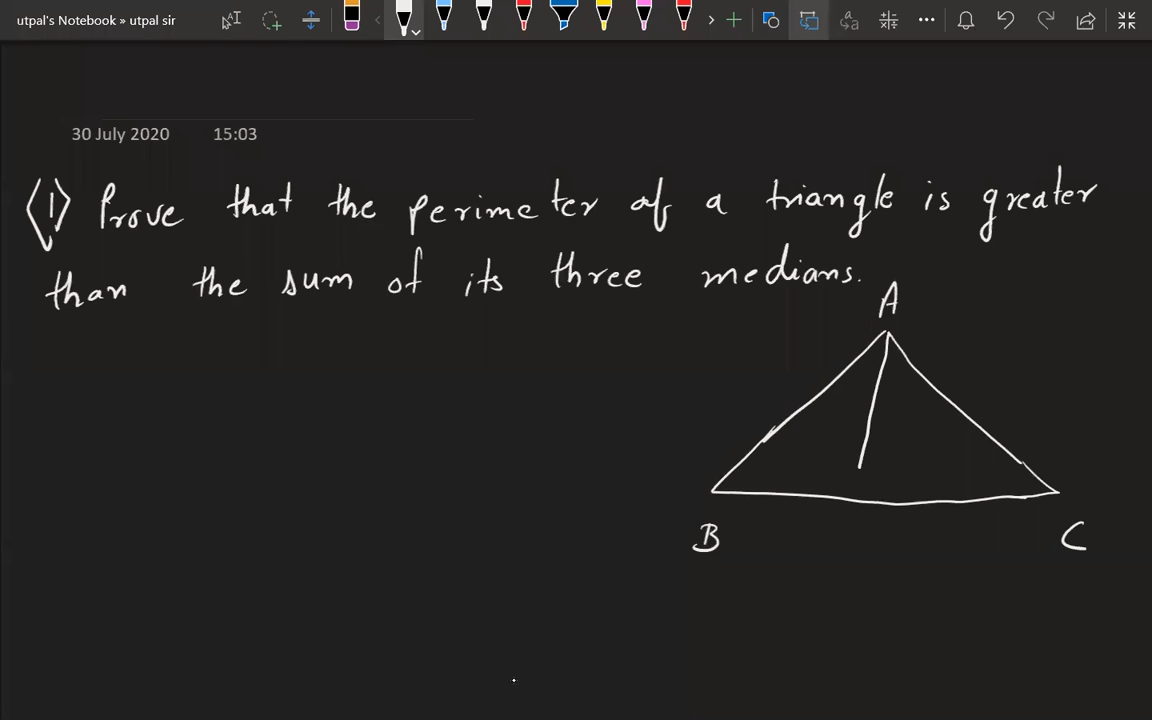 utpal's Notebook » utpal sir
30 July 2020 15:03
<1> Prove that the perimeter of a triangle is greater
than the sum of its three medians.
A
B C